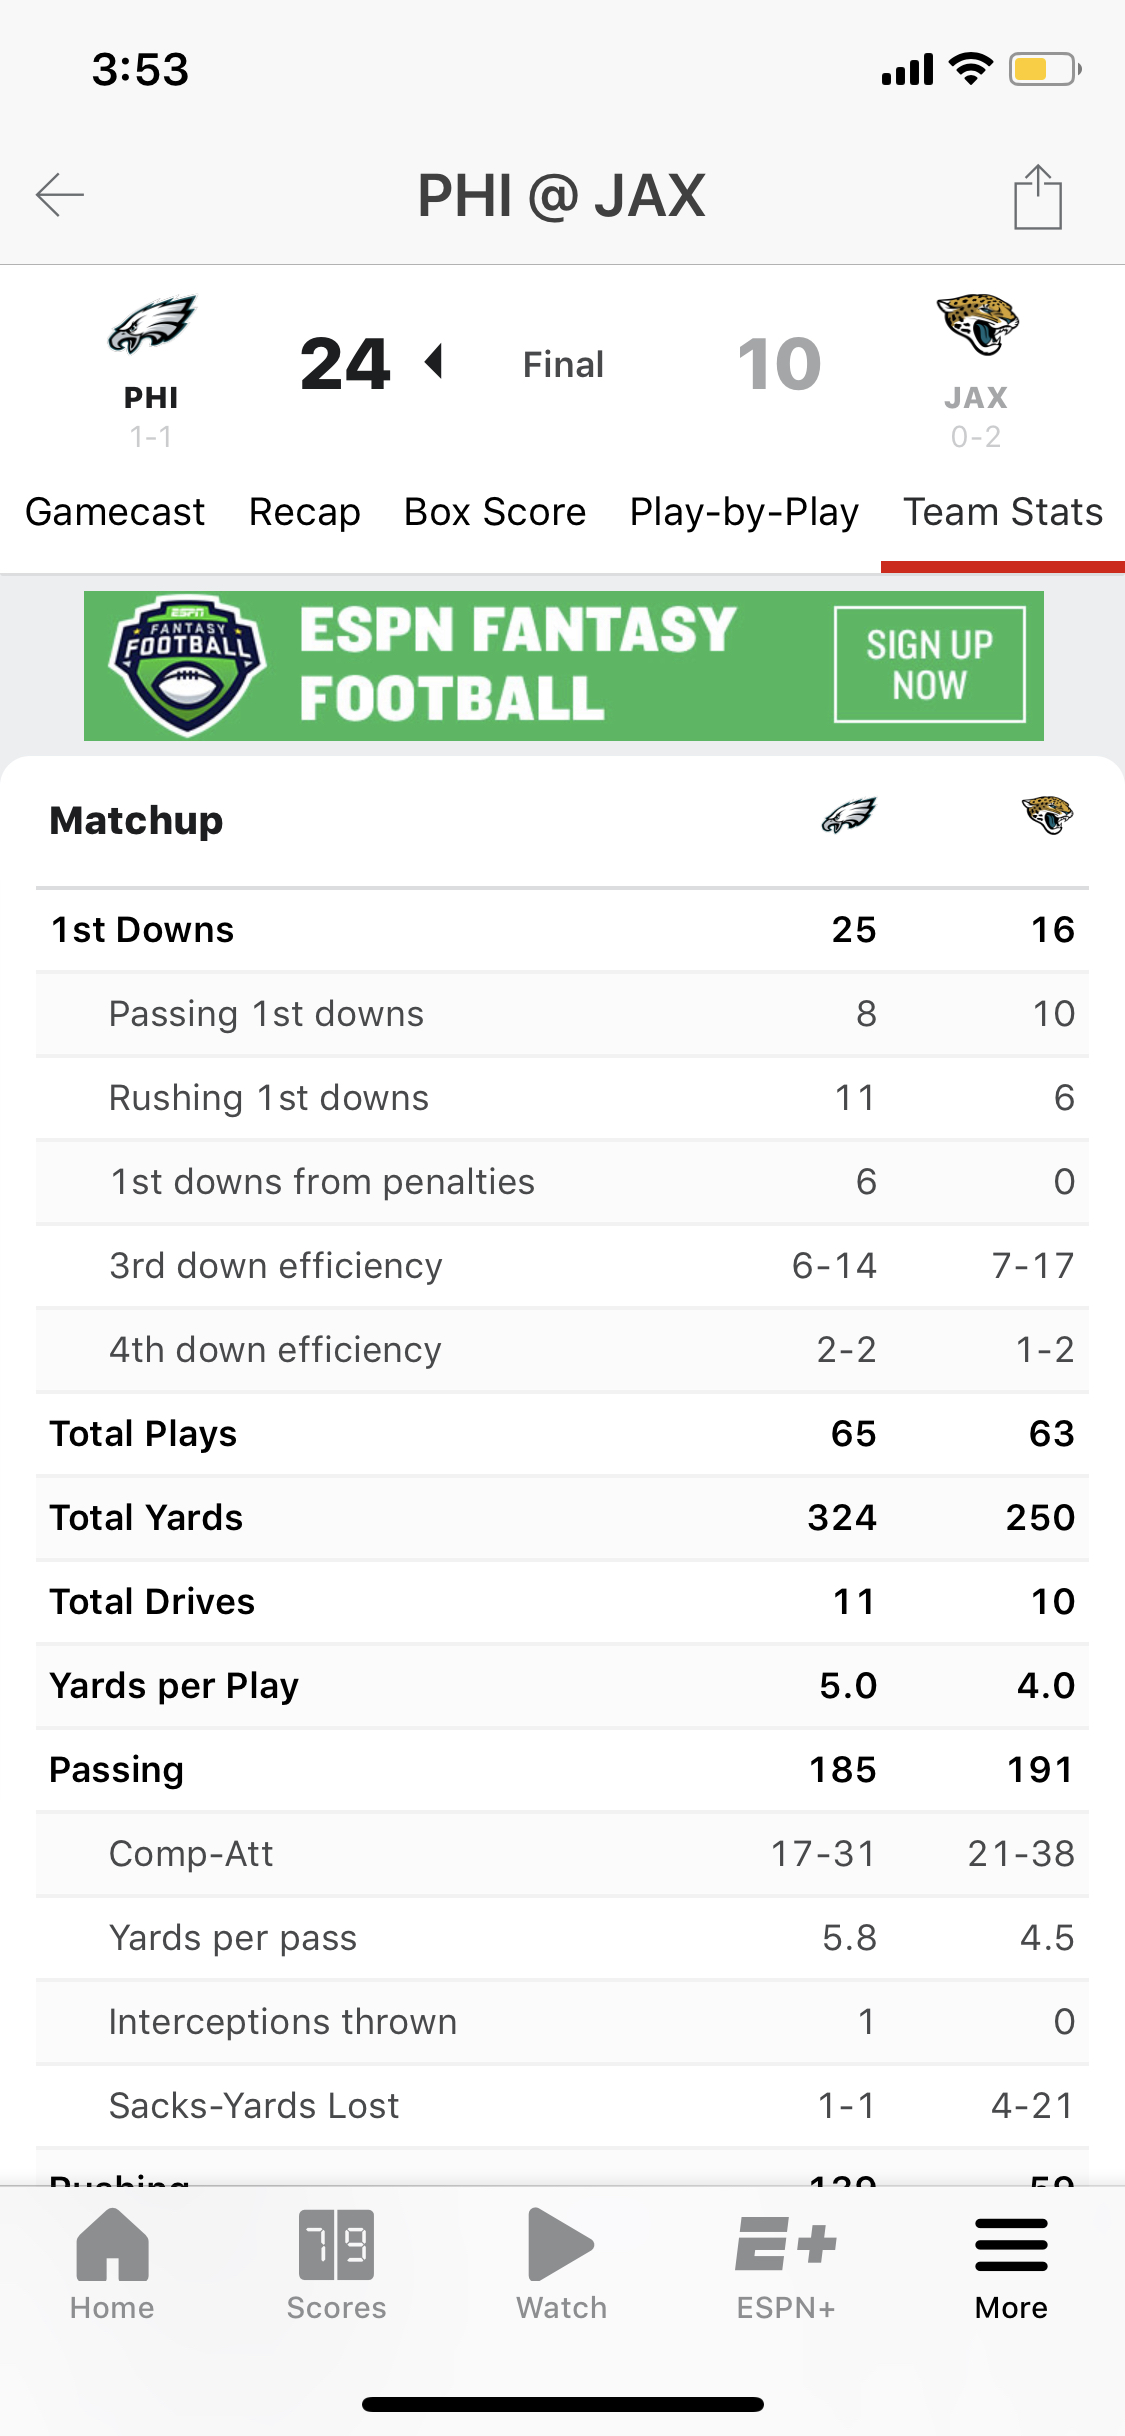 3:53
PHI @ JAX
24 Final 10
PHI JAX
1-1 0-2
Gamecast Recap Box Score Play-by-Play Team Stats
ESPN
FANTASY
FOOTBALL
ESPN FANTASY
FOOTBALL
SIGN UP
NOW
Matchup
1st Downs 25 16
Passing 1st downs 8 10
Rushing 1st downs 11 6
1st downs from penalties 6 0
3rd down efficiency 6-14 7-17
4th down efficiency 2-2 1-2
Total Plays 65 63
Total Yards 324 250
Total Drives 11 10
Yards per Play 5.0 4.0
Passing 185 191
Comp-Att 17-31 21-38
Yards per pass 5.8 4.5
Interceptions thrown 1 0
Sacks-Yards Lost 1-1 4-21
Rushing 139 59
79 E+
Home Scores Watch ESPN+ More